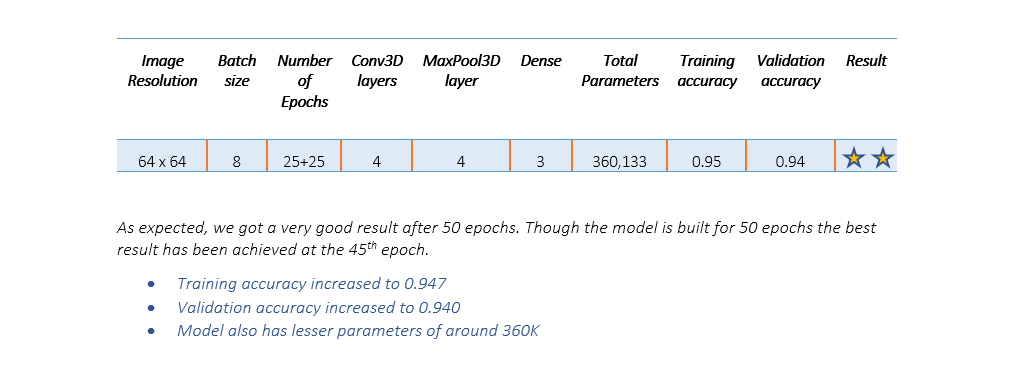 Image Resolution Batch size Number of Epochs Conv3D layers MaxPool3D layer Dense Total Parameters Training accuracy Validation accuracy Result
64 x 64 8 25+25 4 4 3 360,133 0.95 0.94
As expected, we got a very good result after 50 epochs. Though the model is built for 50 epochs the best
result has been achieved at the 45th epoch.
• Training accuracy increased to 0.947
• Validation accuracy increased to 0.940
• Model also has lesser parameters of around 360K